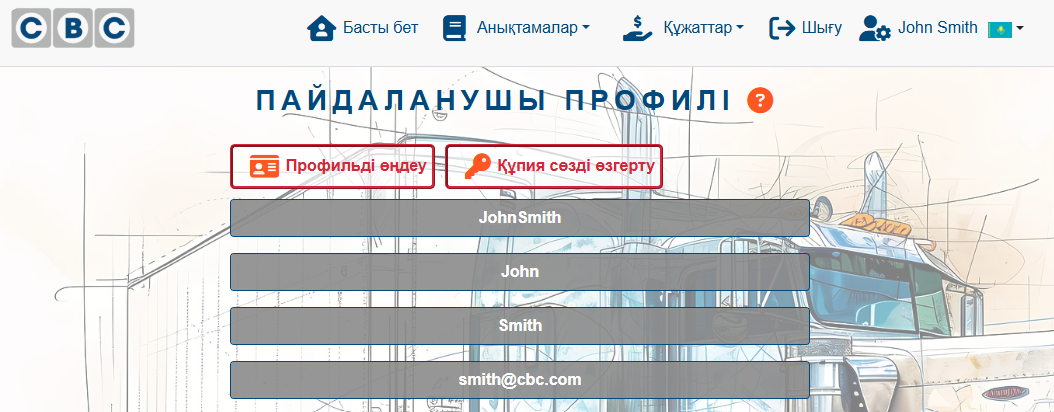 CBC Басты бет Анықтамалар Құжаттар Шығу John Smith
ПАЙДАЛАНУШЫ ПРОФИЛІ ?
Профильді өңдеу Құпия сөзді өзгерту
JohnSmith
John
Smith
smith@cbc.com